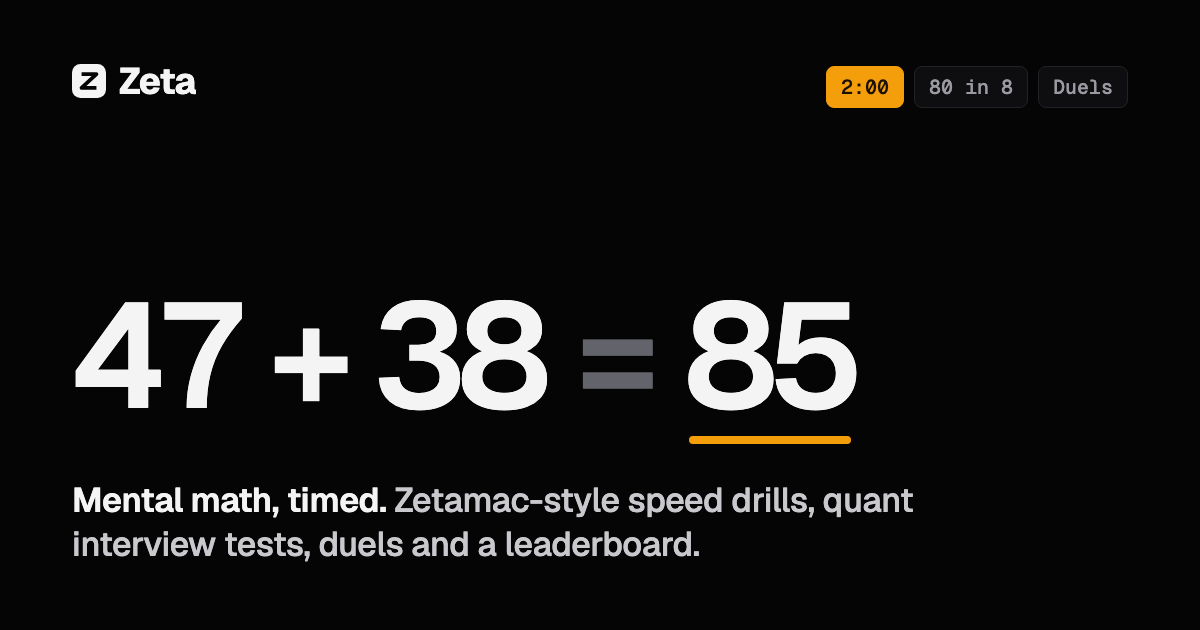 Zeta
2:00
80 in 8
Duels
47 + 38 = 85
Mental math, timed. Zetamac-style speed drills, quant
interview tests, duels and a leaderboard.